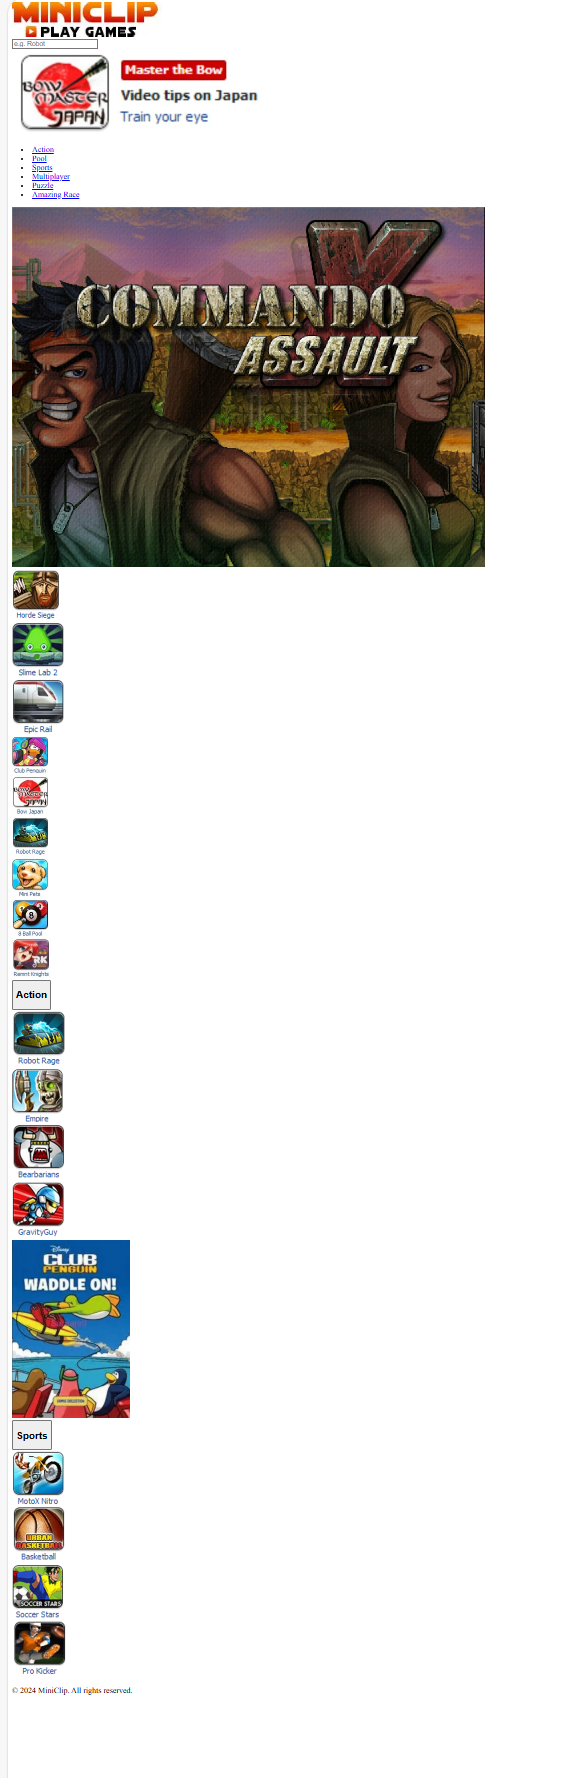 MINICLIP
PLAY GAMES
e.g. Robot
BOW MASTER JAPAN
Master the Bow
Video tips on Japan
Train your eye
Action
Pool
Sports
Multiplayer
Puzzle
Amazing Race
X
COMMANDO
ASSAULT
Horde Siege
Slime Lab 2
Epic Rail
Club Penguin
Bow Japan
Robot Rage
Mini Pets
8
8 Ball Pool
RK
Remnt Knights
Action
Robot Rage
Empire
Bearbarians
GravityGuy
Disney
CLUB
PENGUIN
WADDLE ON!
Sports
MotoX Nitro
URBAN
BASKETBALL
Basketball
SOCCER STARS
Soccer Stars
Pro Kicker
© 2024 MiniClip. All rights reserved.